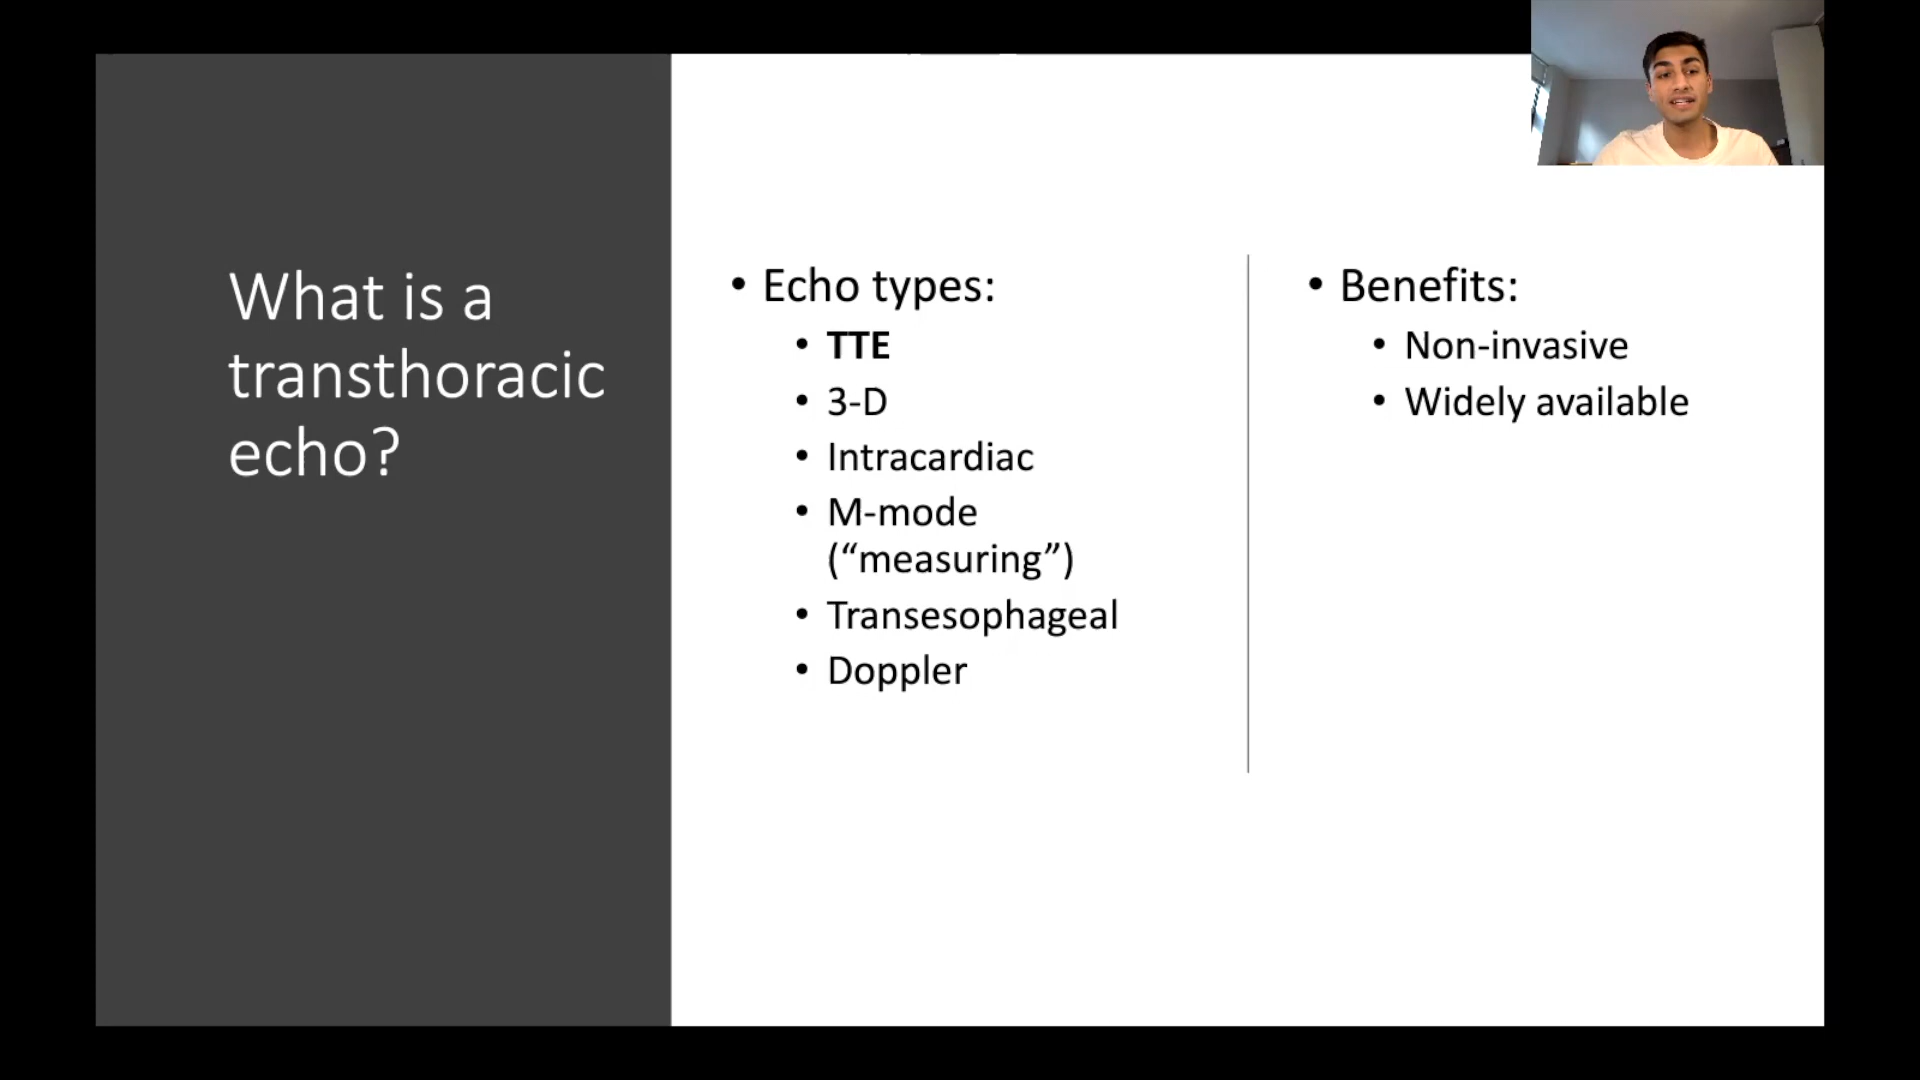 What is a
transthoracic
echo?
• Echo types:
• TTE
• 3-D
• Intracardiac
• M-mode
(“measuring”)
• Transesophageal
• Doppler
• Benefits:
• Non-invasive
• Widely available